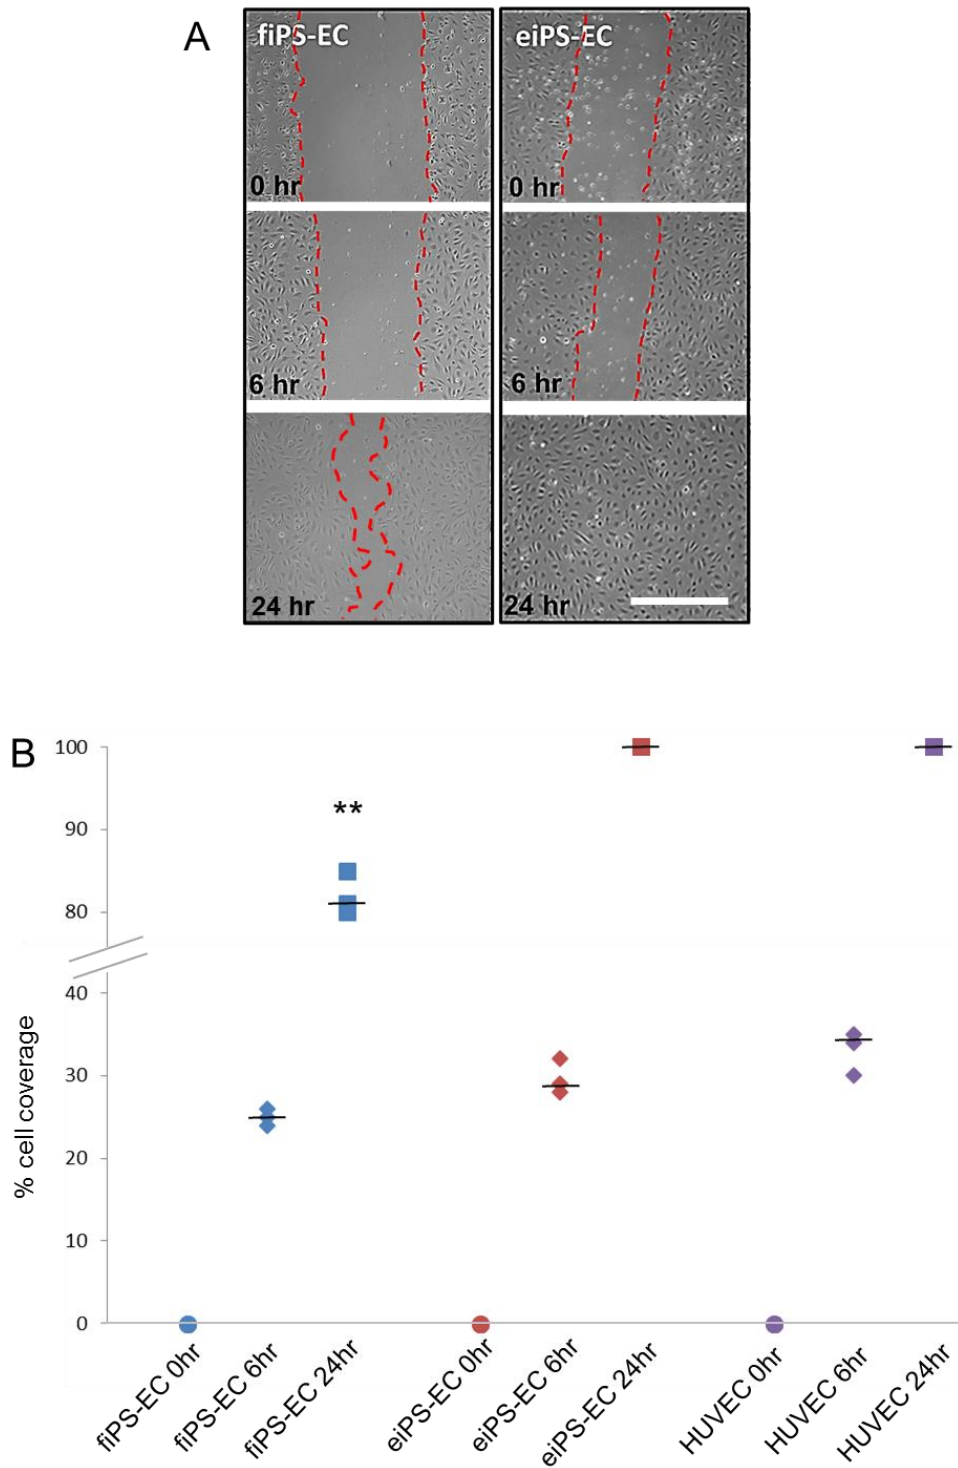 A
fiPS-EC
eiPS-EC
0 hr
0 hr
6 hr
6 hr
24 hr
24 hr
B
100
90
**
80
40
30
20
10
0
% cell coverage
fiPS-EC 0hr
fiPS-EC 6hr
fiPS-EC 24hr
eiPS-EC 0hr
eiPS-EC 6hr
eiPS-EC 24hr
HUVEC 0hr
HUVEC 6hr
HUVEC 24hr